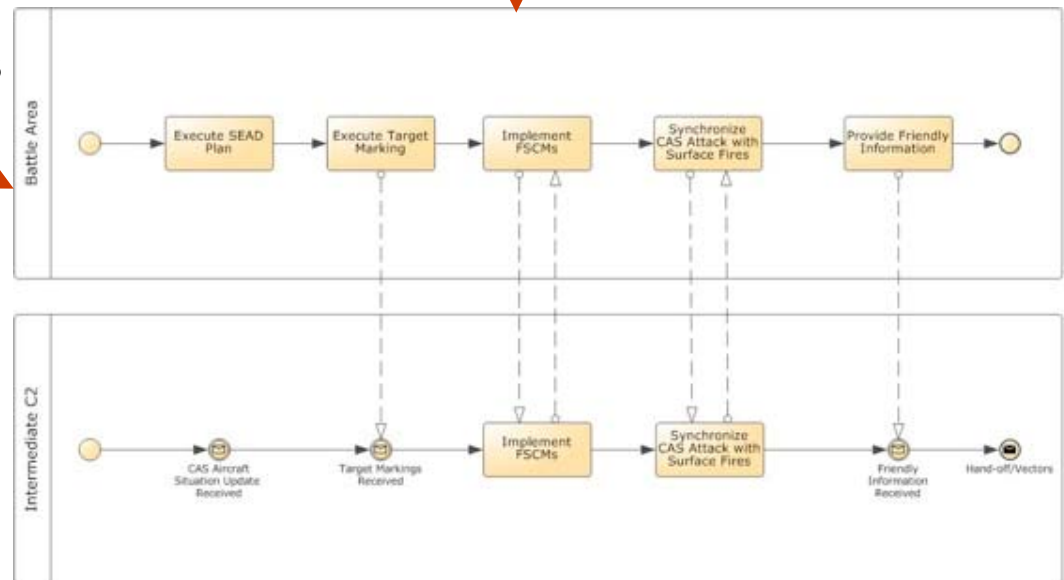 Battle Area
Execute SEAD
Plan
Execute Target
Marking
Implement
FSCMs
Synchronize
CAS Attack with
Surface Fires
Provide Friendly
Information
Intermediate C2
CAS Aircraft
Situation Update
Received
Target Markings
Received
Implement
FSCMs
Synchronize
CAS Attack with
Surface Fires
Friendly
Information
Received
Hand-off/Vectors